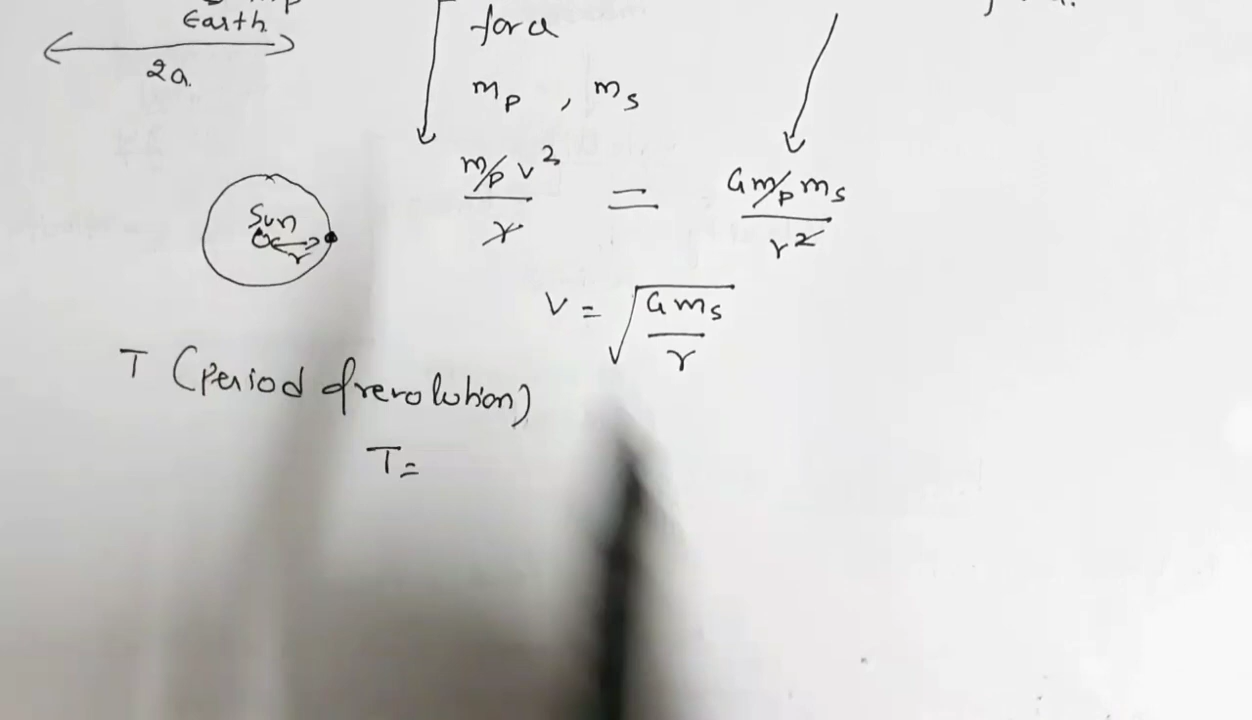 Earth
2a
force
mp , ms
mp v² / r = G mp ms / r²
Sun
r
v = √(G ms / r)
T (Period of revolution)
T=